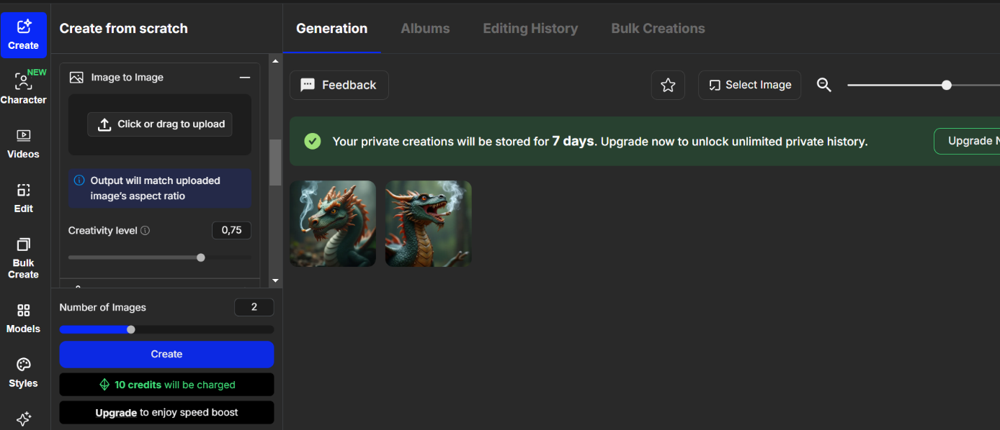 Create
NEW
Character
Videos
Edit
Bulk
Create
Models
Styles
Create from scratch
Image to Image
Click or drag to upload
Output will match uploaded
image's aspect ratio
Creativity level
0,75
Number of Images
2
Create
10 credits will be charged
Upgrade to enjoy speed boost
Generation
Albums
Editing History
Bulk Creations
Feedback
Select Image
Your private creations will be stored for 7 days. Upgrade now to unlock unlimited private history.
Upgrade N